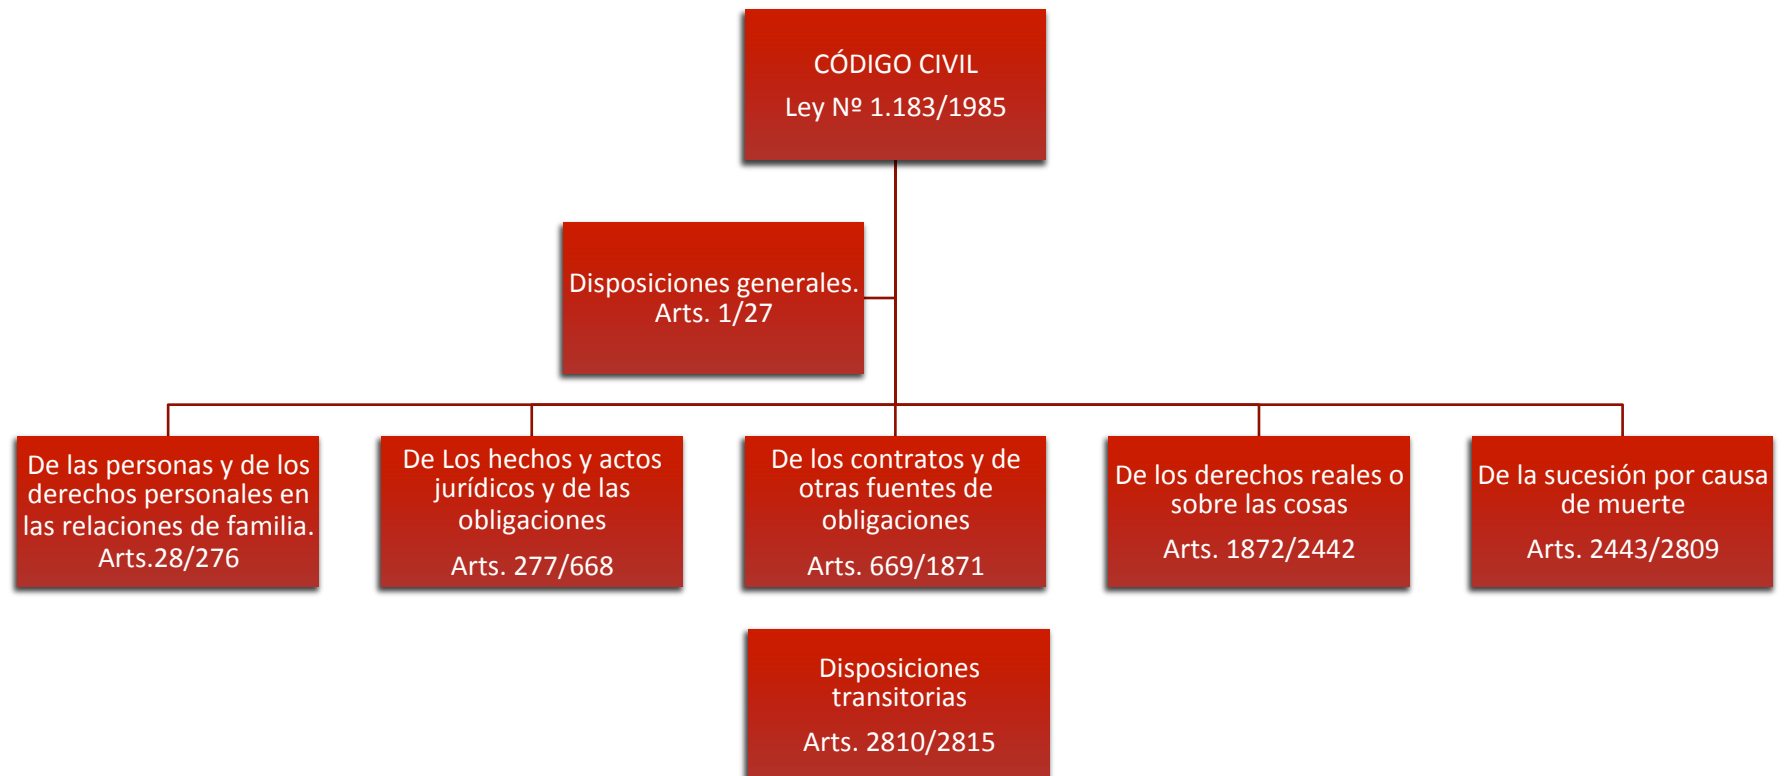 CÓDIGO CIVIL
Ley Nº 1.183/1985
Disposiciones generales.
Arts. 1/27
De las personas y de los
derechos personales en
las relaciones de familia.
Arts.28/276
De Los hechos y actos
jurídicos y de las
obligaciones
Arts. 277/668
De los contratos y de
otras fuentes de
obligaciones
Arts. 669/1871
De los derechos reales o
sobre las cosas
Arts. 1872/2442
De la sucesión por causa
de muerte
Arts. 2443/2809
Disposiciones
transitorias
Arts. 2810/2815